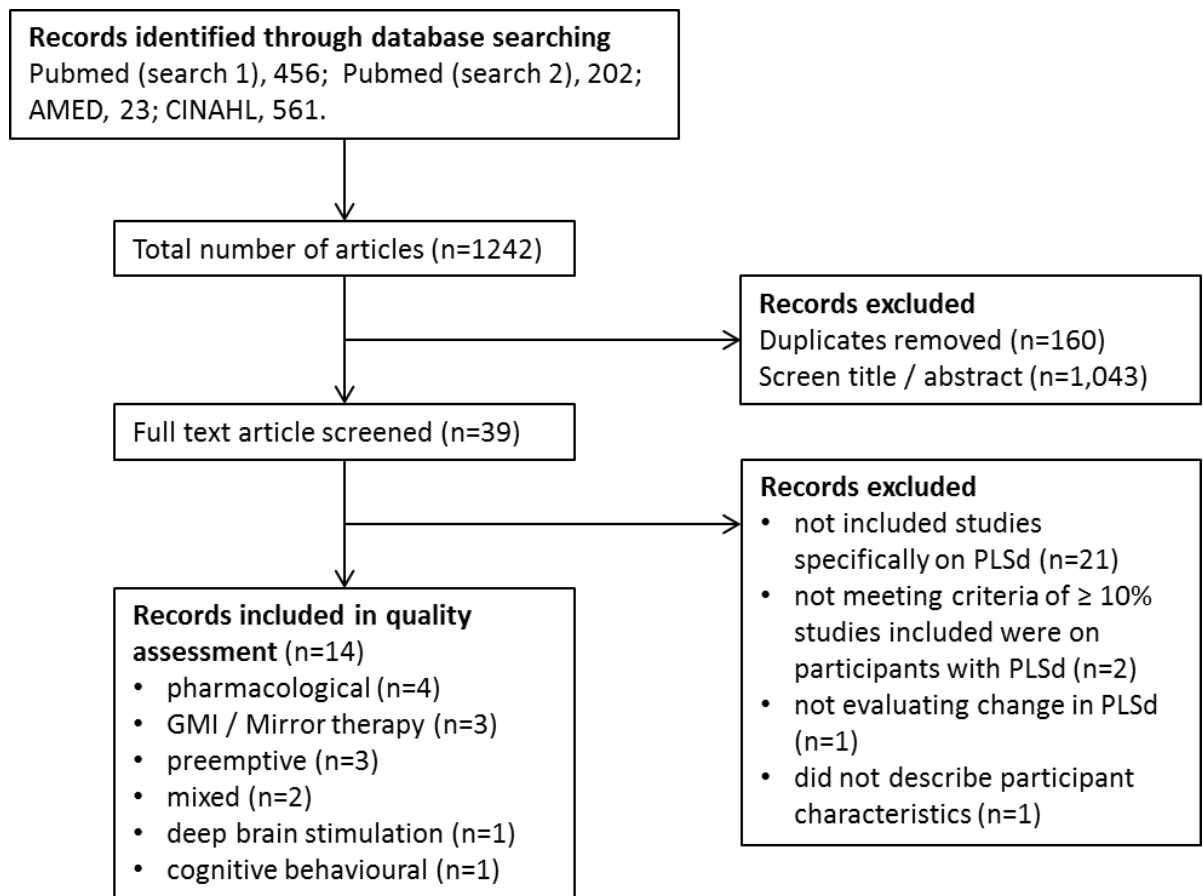 Records identified through database searching
Pubmed (search 1), 456;  Pubmed (search 2), 202;
AMED, 23; CINAHL, 561.
Total number of articles (n=1242)
Records excluded
Duplicates removed (n=160)
Screen title / abstract (n=1,043)
Full text article screened (n=39)
Records excluded
• not included studies
specifically on PLSd (n=21)
• not meeting criteria of ≥ 10%
studies included were on
participants with PLSd (n=2)
• not evaluating change in PLSd
(n=1)
• did not describe participant
characteristics (n=1)
Records included in quality
assessment (n=14)
• pharmacological (n=4)
• GMI / Mirror therapy (n=3)
• preemptive (n=3)
• mixed (n=2)
• deep brain stimulation (n=1)
• cognitive behavioural (n=1)